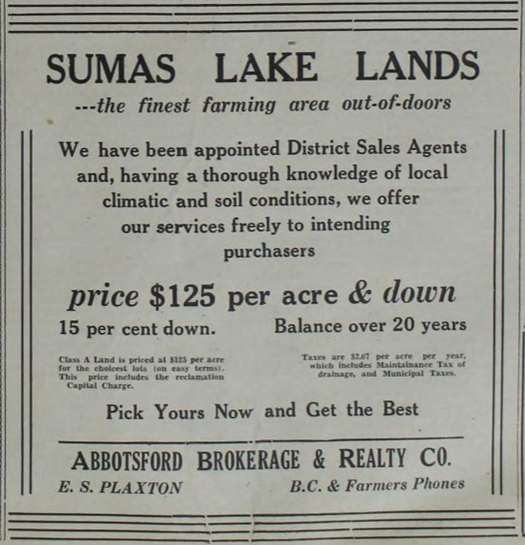 SUMAS LAKE LANDS
---the finest farming area out-of-doors
We have been appointed District Sales Agents
and, having a thorough knowledge of local
climatic and soil conditions, we offer
our services freely to intending
purchasers
price $125 per acre & down
15 per cent down. Balance over 20 years
Class A Land is priced at $125 per acre
for the choicest lots (on easy terms).
This price includes the reclamation
Capital Charge.
Taxes are $2.67 per acre per year,
which includes Maintainance Tax of
drainage, and Municipal Taxes.
Pick Yours Now and Get the Best
ABBOTSFORD BROKERAGE & REALTY CO.
E. S. PLAXTON B.C. & Farmers Phones